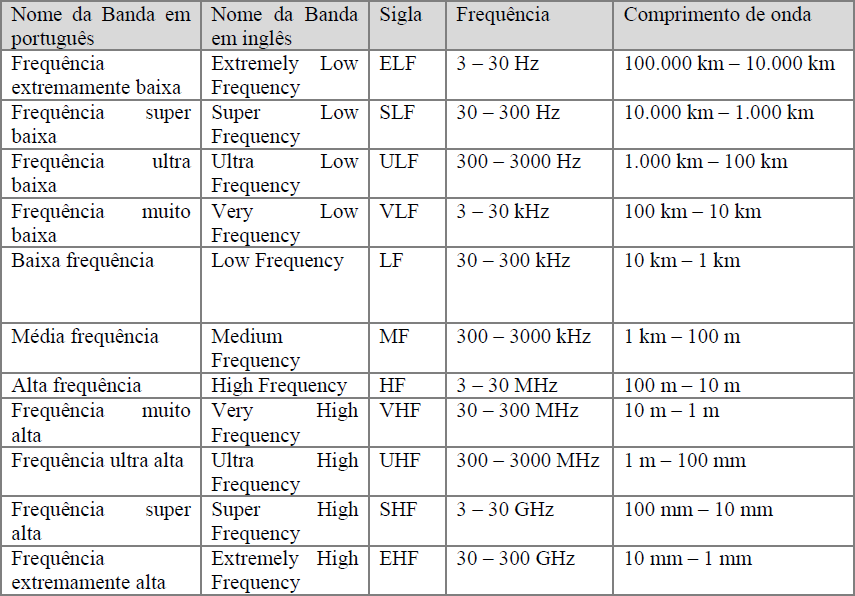 Nome da Banda em português | Nome da Banda em inglês | Sigla | Frequência | Comprimento de onda
Frequência extremamente baixa | Extremely Low Frequency | ELF | 3 – 30 Hz | 100.000 km – 10.000 km
Frequência super baixa | Super Low Frequency | SLF | 30 – 300 Hz | 10.000 km – 1.000 km
Frequência ultra baixa | Ultra Low Frequency | ULF | 300 – 3000 Hz | 1.000 km – 100 km
Frequência muito baixa | Very Low Frequency | VLF | 3 – 30 kHz | 100 km – 10 km
Baixa frequência | Low Frequency | LF | 30 – 300 kHz | 10 km – 1 km
Média frequência | Medium Frequency | MF | 300 – 3000 kHz | 1 km – 100 m
Alta frequência | High Frequency | HF | 3 – 30 MHz | 100 m – 10 m
Frequência muito alta | Very High Frequency | VHF | 30 – 300 MHz | 10 m – 1 m
Frequência ultra alta | Ultra High Frequency | UHF | 300 – 3000 MHz | 1 m – 100 mm
Frequência super alta | Super High Frequency | SHF | 3 – 30 GHz | 100 mm – 10 mm
Frequência extremamente alta | Extremely High Frequency | EHF | 30 – 300 GHz | 10 mm – 1 mm